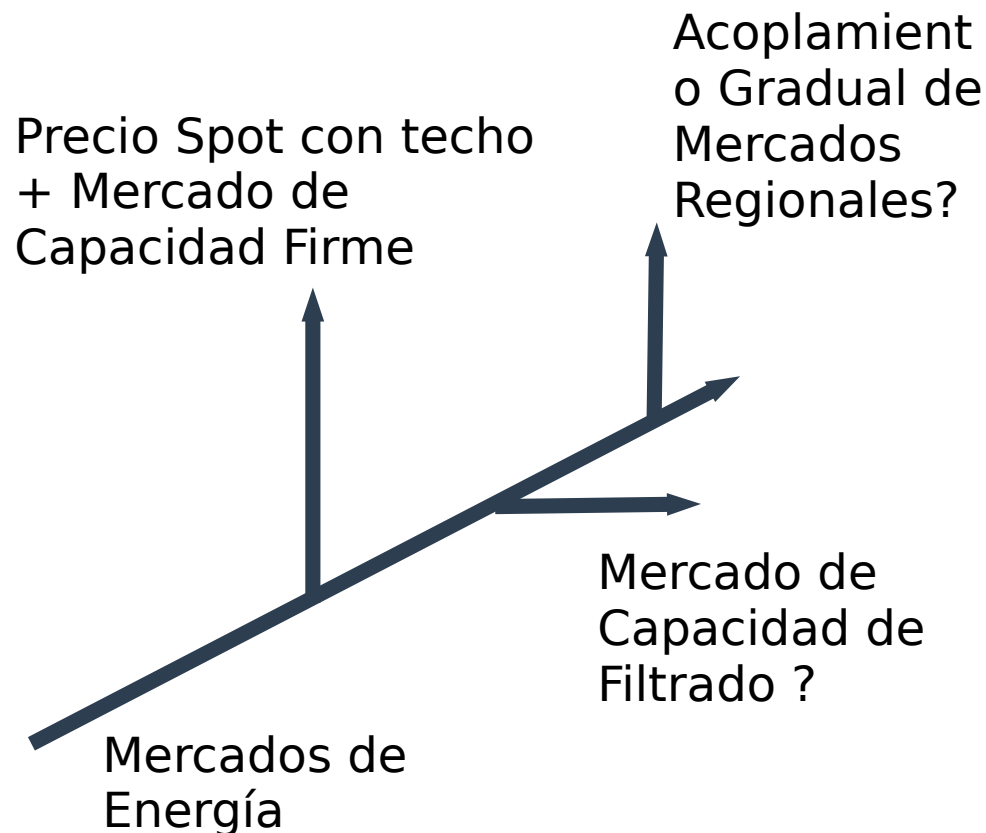 Acoplamient
o Gradual de
Mercados
Regionales?
Precio Spot con techo
+ Mercado de
Capacidad Firme
Mercado de
Capacidad de
Filtrado ?
Mercados de
Energía